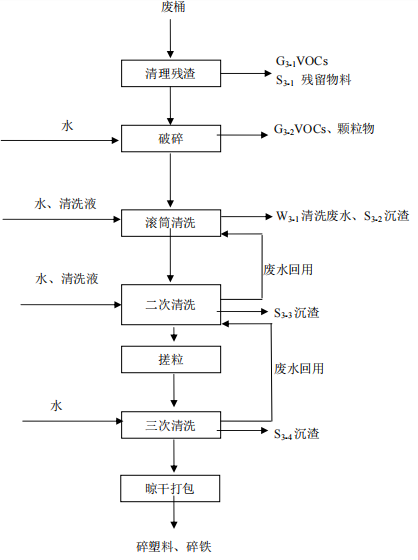 废桶
清理残渣
G3-1VOCs
S3-1 残留物料
水
破碎
G3-2VOCs、颗粒物
水、清洗液
滚筒清洗
W3-1清洗废水、S3-2沉渣
废水回用
水、清洗液
二次清洗
S3-3沉渣
搓粒
废水回用
水
三次清洗
S3-4沉渣
晾干打包
碎塑料、碎铁